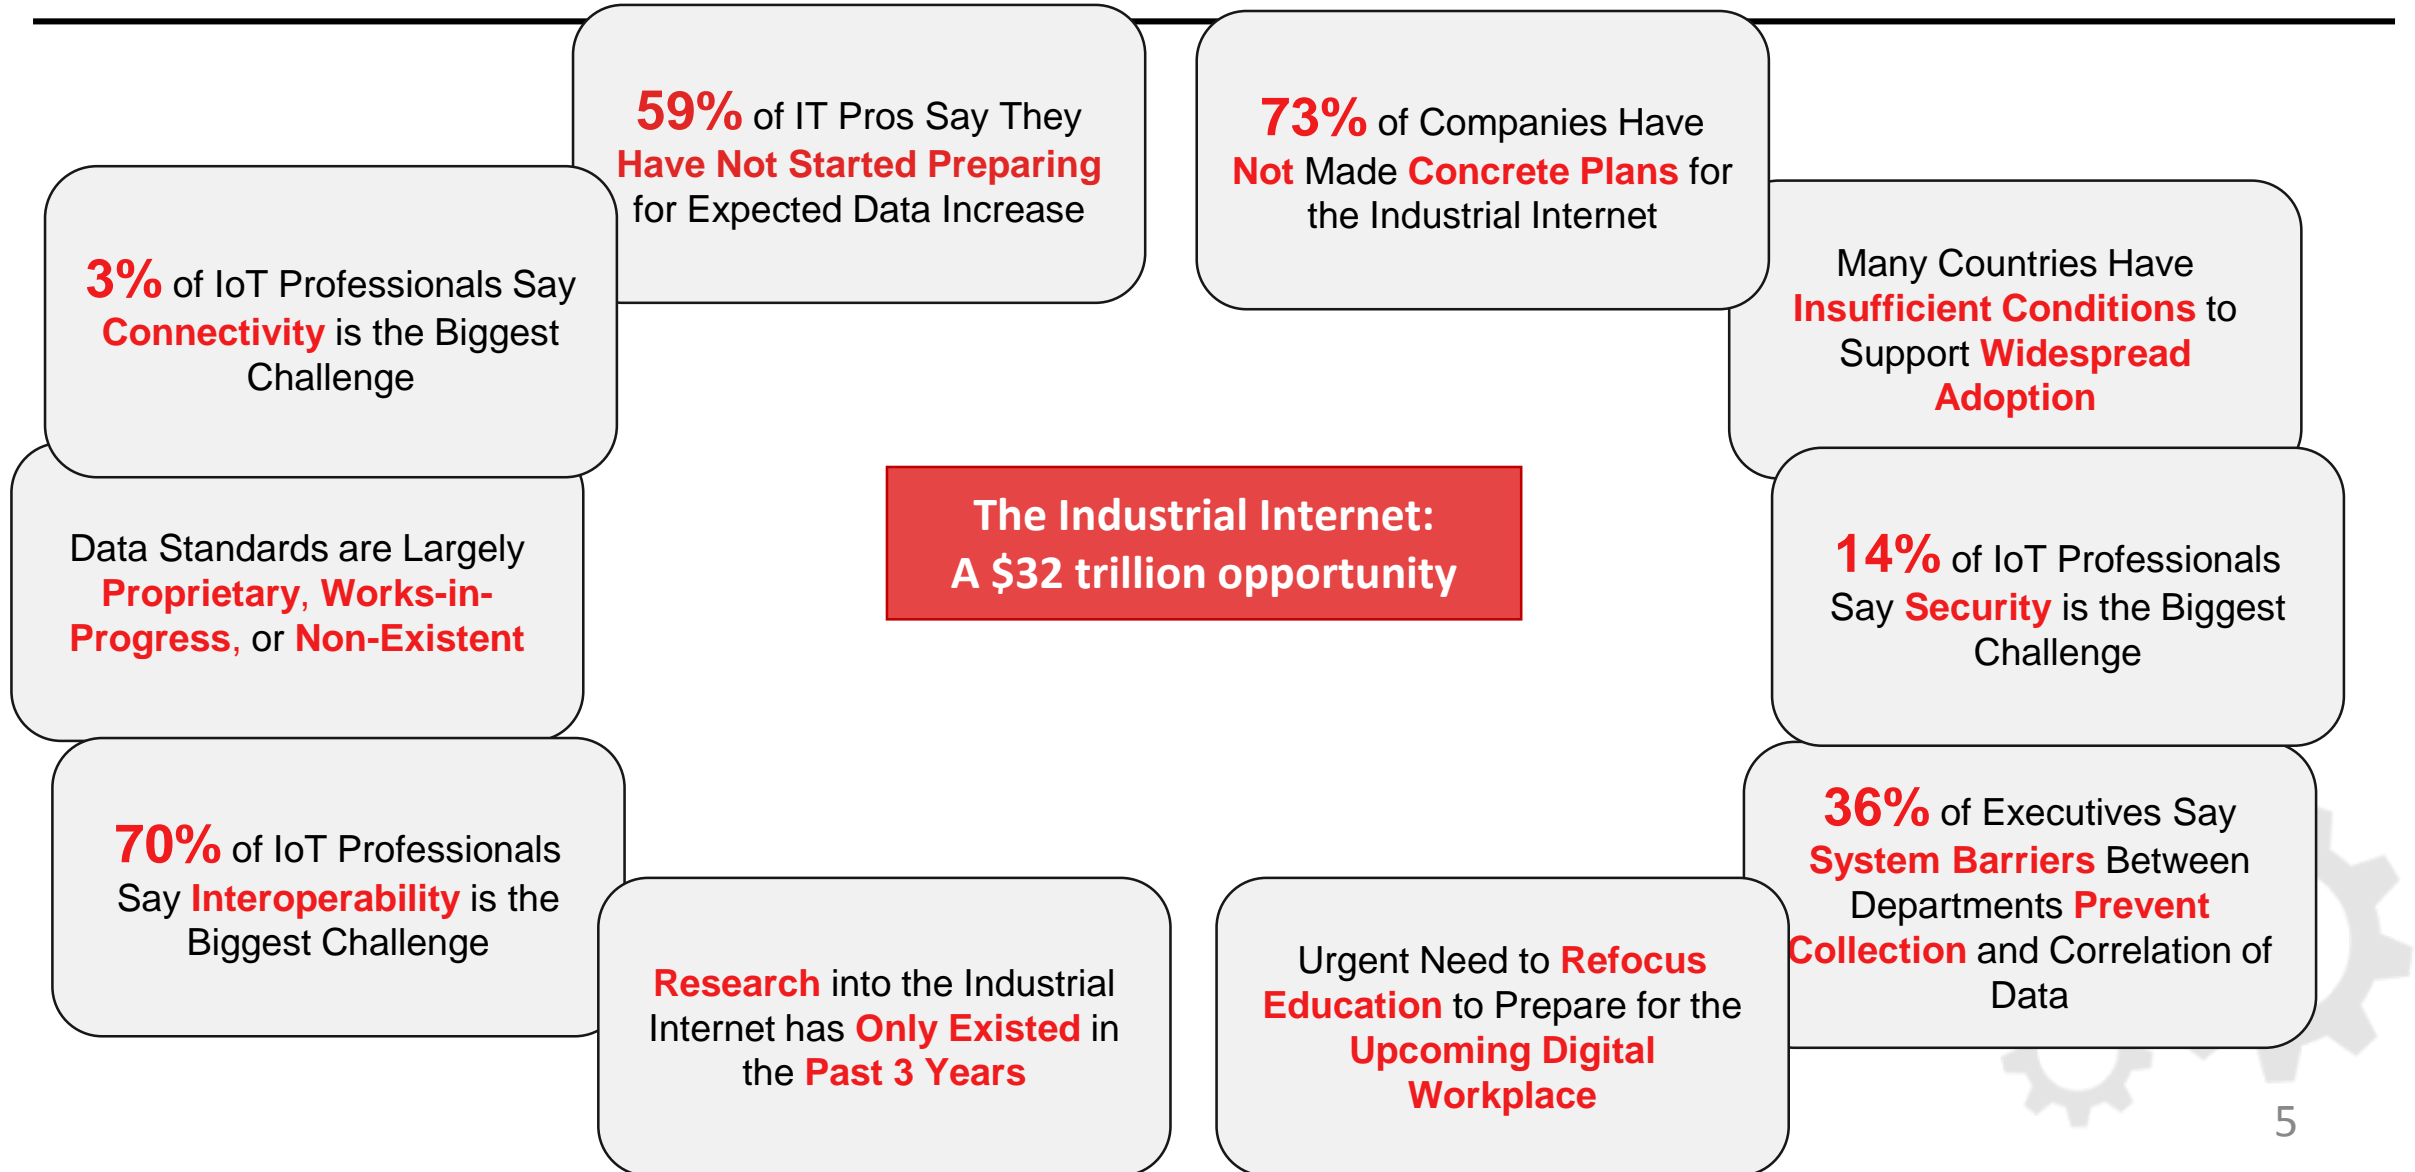 59% of IT Pros Say They
Have Not Started Preparing
for Expected Data Increase
73% of Companies Have
Not Made Concrete Plans for
the Industrial Internet
3% of IoT Professionals Say
Connectivity is the Biggest
Challenge
Many Countries Have
Insufficient Conditions to
Support Widespread
Adoption
The Industrial Internet:
A $32 trillion opportunity
Data Standards are Largely
Proprietary, Works-in-
Progress, or Non-Existent
14% of IoT Professionals
Say Security is the Biggest
Challenge
70% of IoT Professionals
Say Interoperability is the
Biggest Challenge
36% of Executives Say
System Barriers Between
Departments Prevent
Collection and Correlation of
Data
Research into the Industrial
Internet has Only Existed in
the Past 3 Years
Urgent Need to Refocus
Education to Prepare for the
Upcoming Digital
Workplace
5